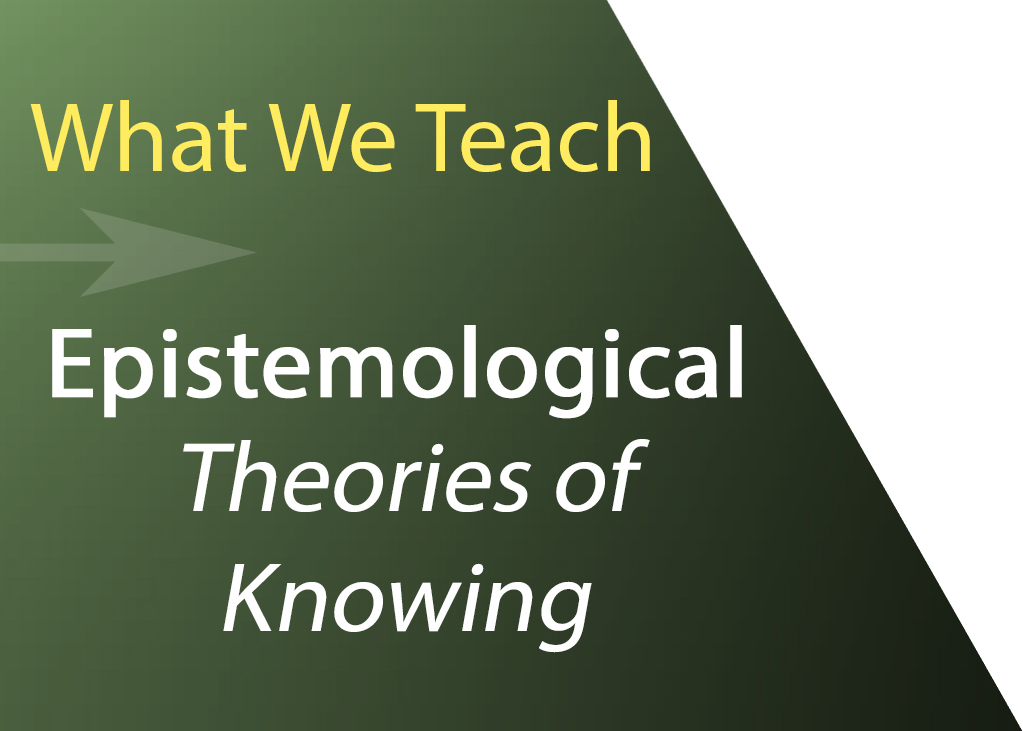 What We Teach
Epistemological
Theories of
Knowing